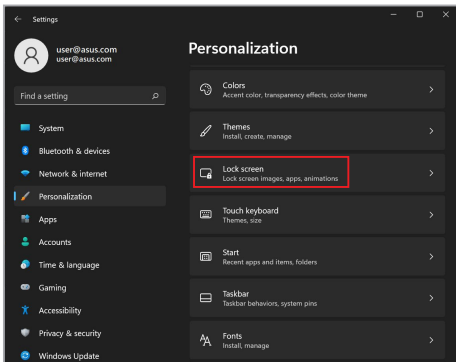 Settings
user@asus.com
user@asus.com
Find a setting
System
Bluetooth & devices
Network & internet
Personalization
Apps
Accounts
Time & language
Gaming
Accessibility
Privacy & security
Windows Update
Personalization
Colors
Accent color, transparency effects, color theme
Themes
Install, create, manage
Lock screen
Lock screen images, apps, animations
Touch keyboard
Themes, size
Start
Recent apps and items, folders
Taskbar
Taskbar behaviors, system pins
Fonts
Install, manage